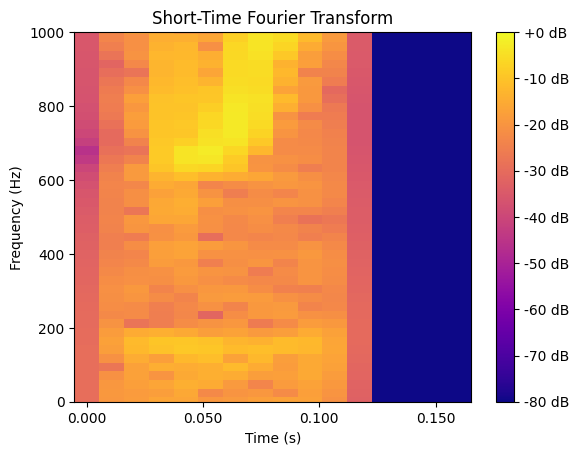 Short-Time Fourier Transform
1000
800
600
400
200
0
Frequency (Hz)
0.000
0.050
0.100
0.150
Time (s)
+0 dB
-10 dB
-20 dB
-30 dB
-40 dB
-50 dB
-60 dB
-70 dB
-80 dB